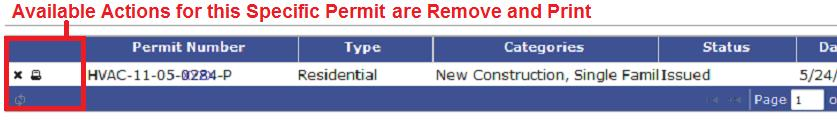 Available Actions for this Specific Permit are Remove and Print
Permit Number Type Categories Status Da
HVAC-11-05-0284-P Residential New Construction, Single Famil Issued 5/24/
Page 1 o